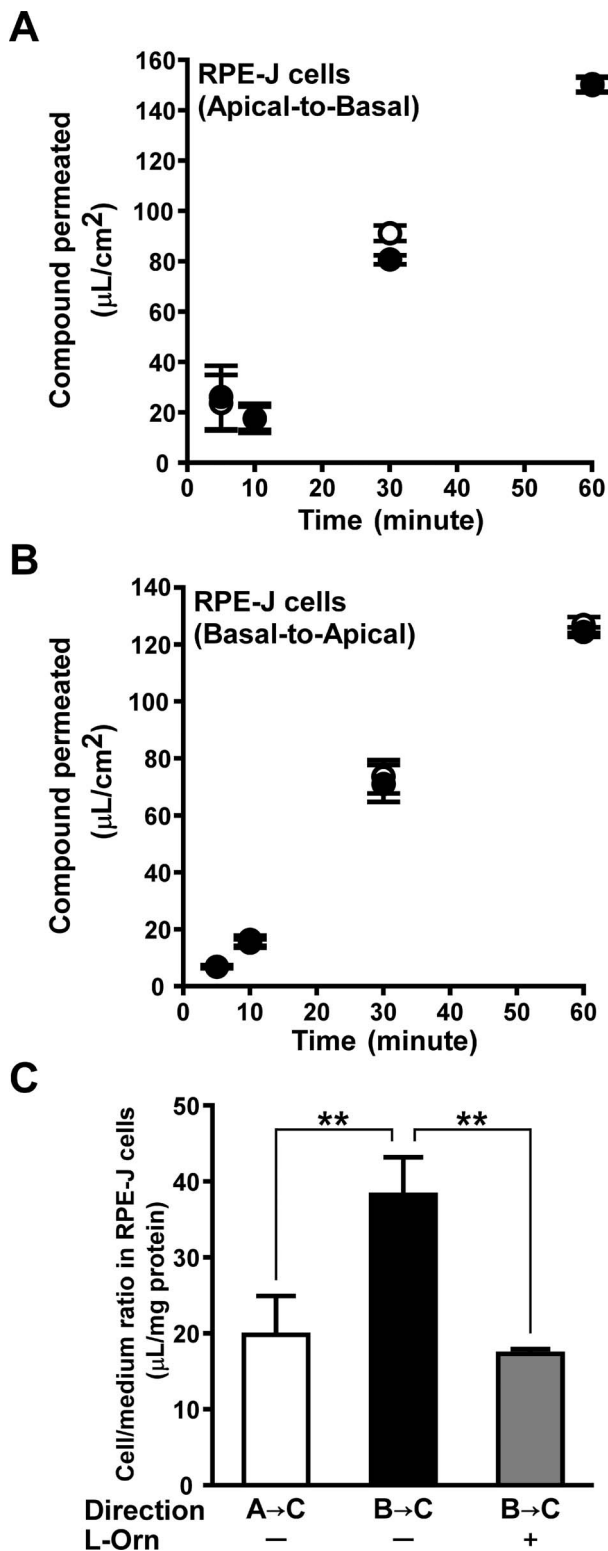 A
Compound permeated
(µL/cm²)
RPE-J cells
(Apical-to-Basal)
160
140
120
100
80
60
40
20
0
0 10 20 30 40 50 60
Time (minute)
B
Compound permeated
(µL/cm²)
RPE-J cells
(Basal-to-Apical)
140
120
100
80
60
40
20
0
0 10 20 30 40 50 60
Time (minute)
C
Cell/medium ratio in RPE-J cells
(µL/mg protein)
50
40
30
20
10
0
** **
Direction A→C B→C B→C
L-Orn — — +